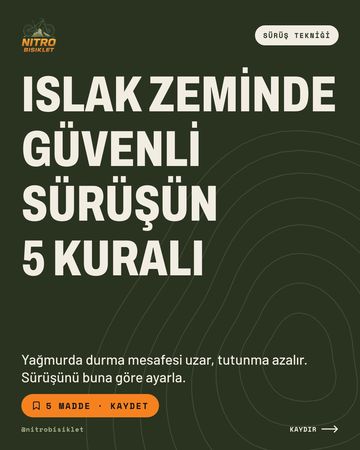 NITRO
BISIKLET
SÜRÜŞ TEKNİĞİ
ISLAK ZEMİNDE
GÜVENLİ
SÜRÜŞÜN
5 KURALI
Yağmurda durma mesafesi uzar, tutunma azalır.
Sürüşünü buna göre ayarla.
5 MADDE · KAYDET
@nitrobisiklet
KAYDIR →